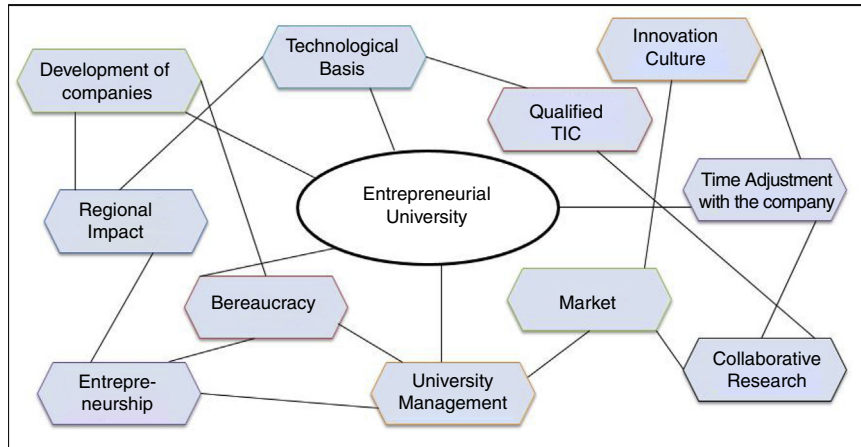 Development of
companies
Technological
Basis
Innovation
Culture
Qualified
TIC
Time Adjustment
with the company
Entrepreneurial
University
Regional
Impact
Bereaucracy
Market
Entrepre-
neurship
University
Management
Collaborative
Research